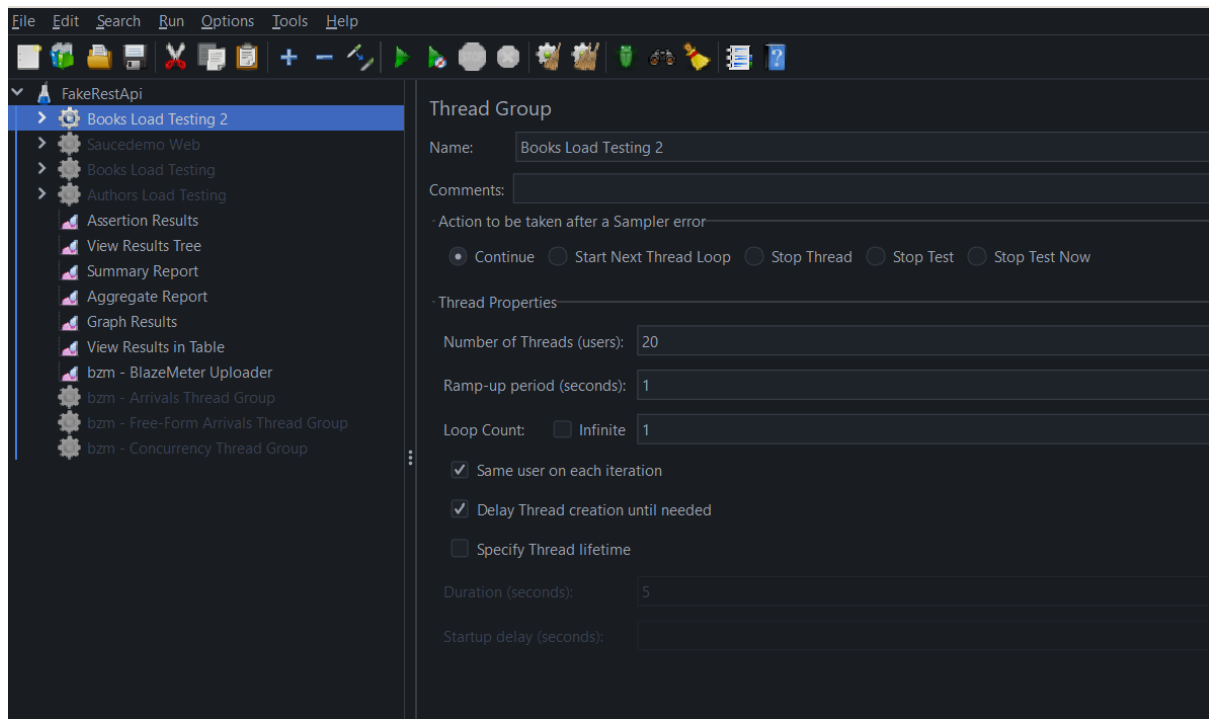 File Edit Search Run Options Tools Help
FakeRestApi
Books Load Testing 2
Saucedemo Web
Books Load Testing
Authors Load Testing
Assertion Results
View Results Tree
Summary Report
Aggregate Report
Graph Results
View Results in Table
bzm - BlazeMeter Uploader
bzm - Arrivals Thread Group
bzm - Free-Form Arrivals Thread Group
bzm - Concurrency Thread Group
Thread Group
Name: Books Load Testing 2
Comments:
Action to be taken after a Sampler error
Continue Start Next Thread Loop Stop Thread Stop Test Stop Test Now
Thread Properties
Number of Threads (users): 20
Ramp-up period (seconds): 1
Loop Count: Infinite 1
Same user on each iteration
Delay Thread creation until needed
Specify Thread lifetime
Duration (seconds): 5
Startup delay (seconds):